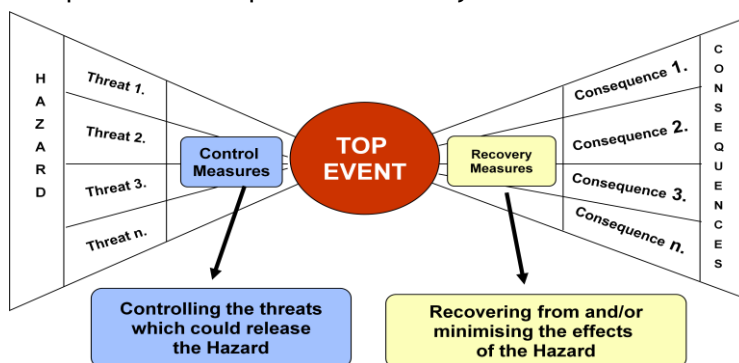 HAZARD
Threat 1.
Threat 2.
Threat 3.
Threat n.
Control
Measures
TOP
EVENT
Recovery
Measures
Consequence 1.
Consequence 2.
Consequence 3.
Consequence n.
CONSEQUENCES
Controlling the threats
which could release
the Hazard
Recovering from and/or
minimising the effects
of the Hazard